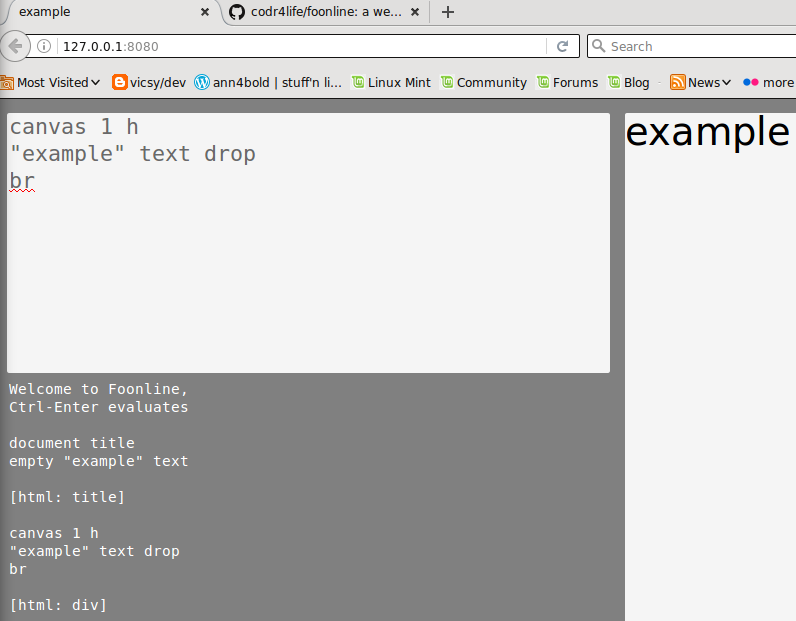 example
codr4life/foonline: a we...
127.0.0.1:8080
Search
Most Visited
vicsy/dev
ann4bold | stuff'n li...
Linux Mint
Community
Forums
Blog
News
more
canvas 1 h
"example" text drop
br
example
Welcome to Foonline,
Ctrl-Enter evaluates
document title
empty "example" text
[html: title]
canvas 1 h
"example" text drop
br
[html: div]